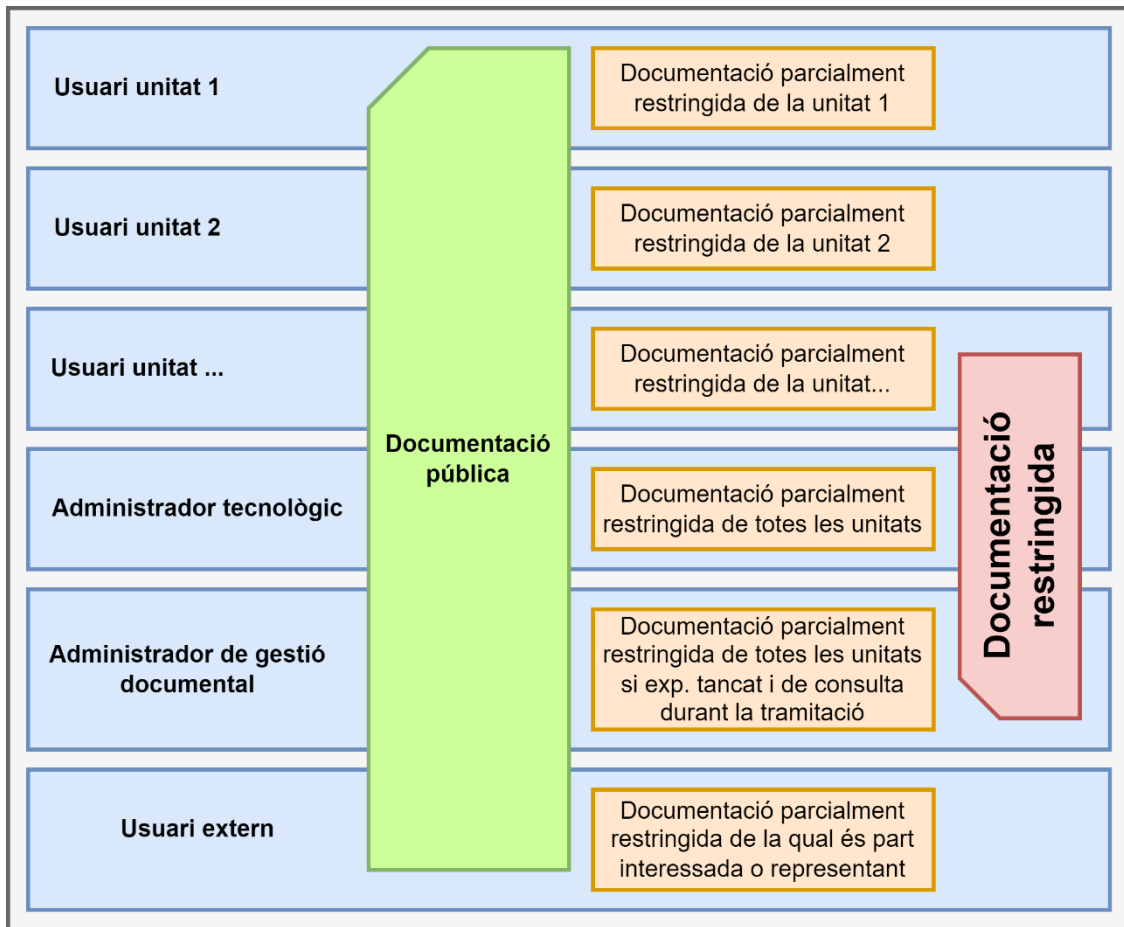 Usuari unitat 1
Documentació parcialment
restringida de la unitat 1
Usuari unitat 2
Documentació parcialment
restringida de la unitat 2
Usuari unitat ...
Documentació parcialment
restringida de la unitat...
Documentació
pública
Documentació
restringida
Administrador tecnològic
Documentació parcialment
restringida de totes les unitats
Administrador de gestió
documental
Documentació parcialment
restringida de totes les unitats
si exp. tancat i de consulta
durant la tramitació
Usuari extern
Documentació parcialment
restringida de la qual és part
interessada o representant